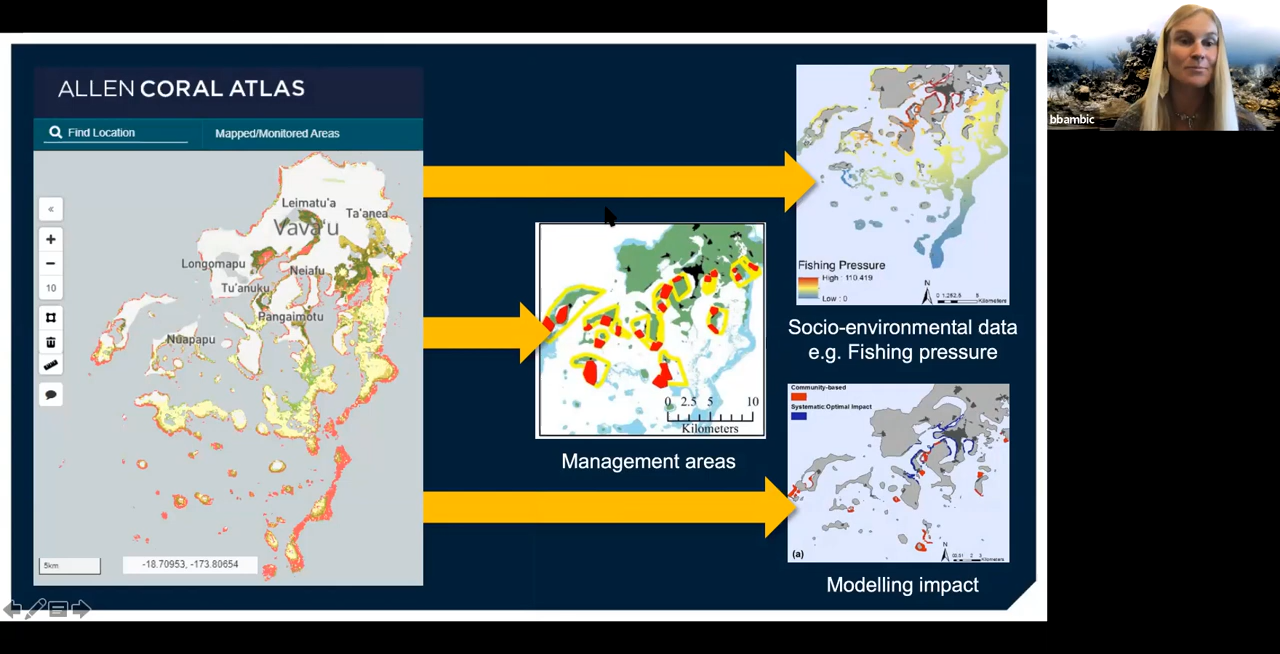 ALLEN CORAL ATLAS
Find Location
Mapped/Monitored Areas
«
+
−
10
Leimatu'a
Ta'anea
Vava'u
Longomapu
Neiafu
Tu'anuku
Pangaimotu
Nuapapu
5km
-18.70953, -173.80654
0 2.5 5 10
Kilometers
Management areas
Fishing Pressure
High : 110.419
Low : 0
N
Kilometers
Socio-environmental data
e.g. Fishing pressure
Community-based
Systematic Optimal Impact
(a)
N
Kilometers
Modelling impact
bbambic